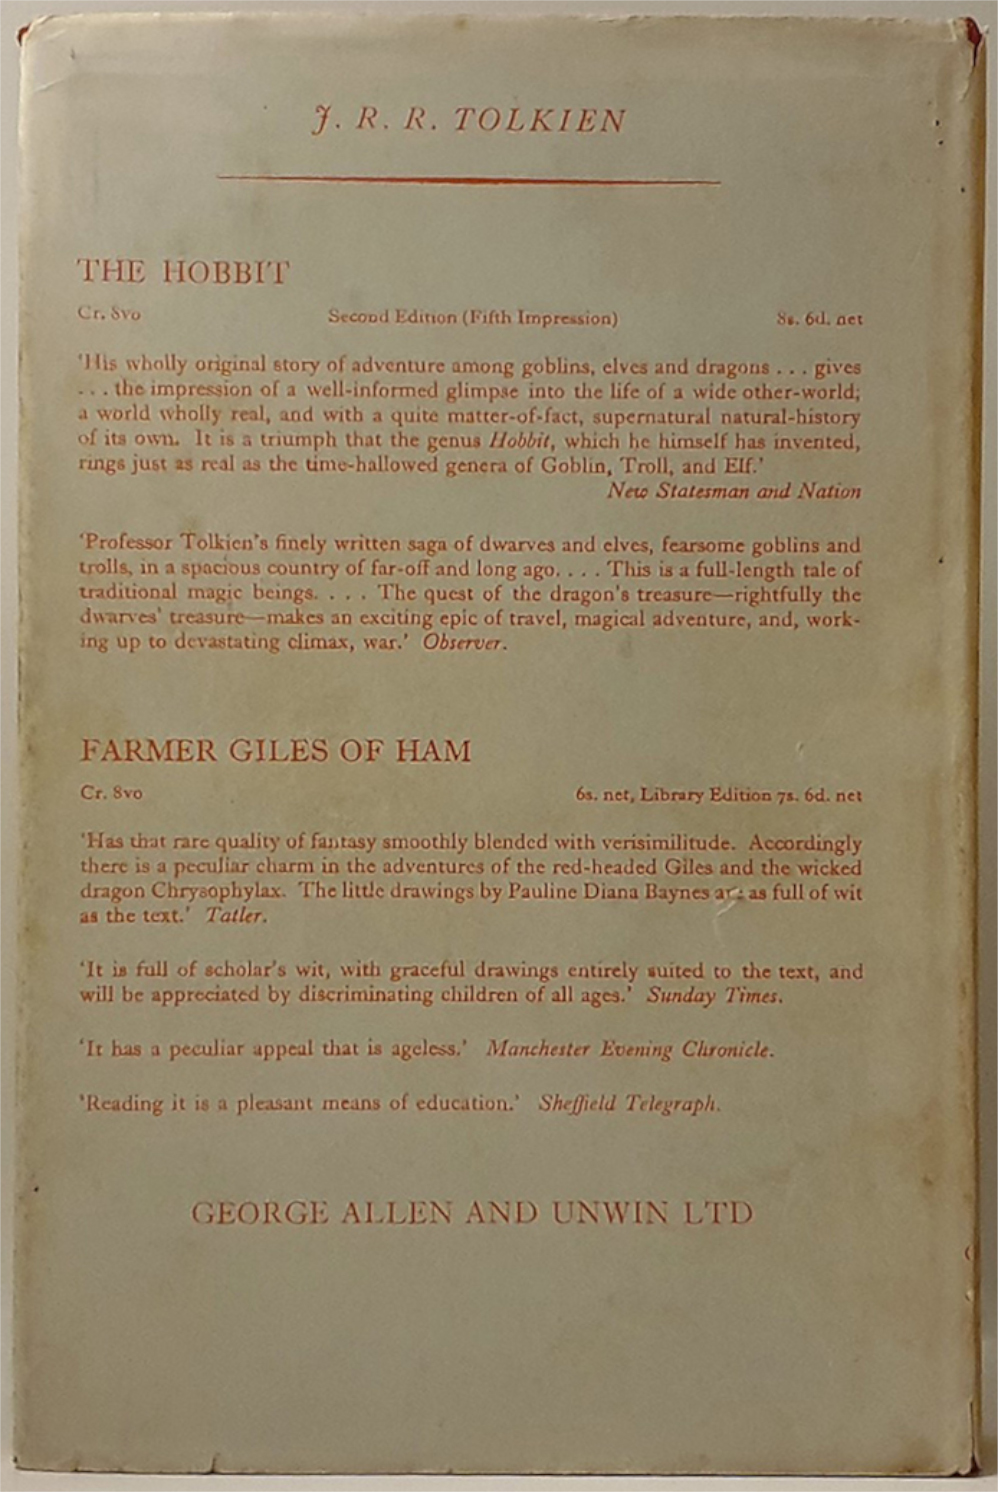 J. R. R. TOLKIEN
THE HOBBIT
Cr. 8vo Second Edition (Fifth Impression) 8s. 6d. net
'His wholly original story of adventure among goblins, elves and dragons . . . gives
. . . the impression of a well-informed glimpse into the life of a wide other-world;
a world wholly real, and with a quite matter-of-fact, supernatural natural-history
of its own. It is a triumph that the genus Hobbit, which he himself has invented,
rings just as real as the time-hallowed genera of Goblin, Troll, and Elf.'
New Statesman and Nation
'Professor Tolkien's finely written saga of dwarves and elves, fearsome goblins and
trolls, in a spacious country of far-off and long ago. . . . This is a full-length tale of
traditional magic beings. . . . The quest of the dragon's treasure—rightfully the
dwarves' treasure—makes an exciting epic of travel, magical adventure, and, work-
ing up to devastating climax, war.' Observer.
FARMER GILES OF HAM
Cr. 8vo 6s. net, Library Edition 7s. 6d. net
'Has that rare quality of fantasy smoothly blended with verisimilitude. Accordingly
there is a peculiar charm in the adventures of the red-headed Giles and the wicked
dragon Chrysophylax. The little drawings by Pauline Diana Baynes are as full of wit
as the text.' Tatler.
'It is full of scholar's wit, with graceful drawings entirely suited to the text, and
will be appreciated by discriminating children of all ages.' Sunday Times.
'It has a peculiar appeal that is ageless.' Manchester Evening Chronicle.
'Reading it is a pleasant means of education.' Sheffield Telegraph.
GEORGE ALLEN AND UNWIN LTD